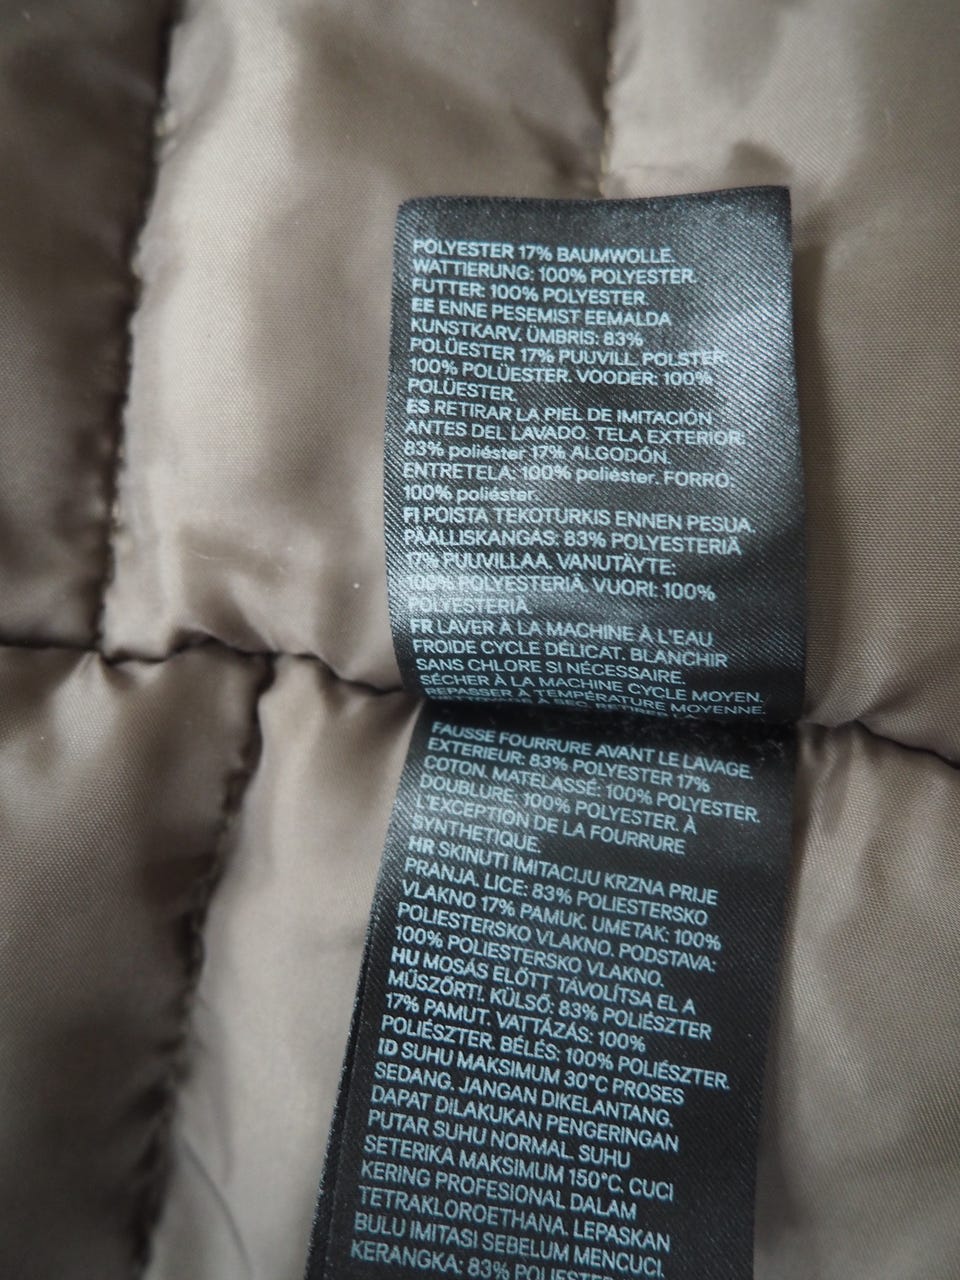 POLYESTER 17% BAUMWOLLE.
WATTIERUNG: 100% POLYESTER.
FUTTER: 100% POLYESTER.
EE ENNE PESEMIST EEMALDA
KUNSTKARV. ÜMBRIS: 83%
POLÜESTER 17% PUUVILL. POLSTER:
100% POLÜESTER. VOODER: 100%
POLÜESTER.
ES RETIRAR LA PIEL DE IMITACIÓN
ANTES DEL LAVADO. TELA EXTERIOR:
83% poliéster 17% ALGODÓN.
ENTRETELA: 100% poliéster. FORRO:
100% poliéster.
FI POISTA TEKOTURKIS ENNEN PESUA.
PÄÄLLISKANGAS: 83% POLYESTERIÄ
17% PUUVILLAA. VANUTÄYTE:
100% POLYESTERIÄ. VUORI: 100%
POLYESTERIÄ.
FR LAVER À LA MACHINE À L'EAU
FROIDE CYCLE DÉLICAT. BLANCHIR
SANS CHLORE SI NÉCESSAIRE.
SÉCHER À LA MACHINE CYCLE MOYEN.
REPASSER À TEMPÉRATURE MOYENNE.
À SEC. RETIRER LA
FAUSSE FOURRURE AVANT LE LAVAGE.
EXTERIEUR: 83% POLYESTER 17%
COTON. MATELASSÉ: 100% POLYESTER.
DOUBLURE. 100% POLYESTER. À
L'EXCEPTION DE LA FOURRURE
SYNTHETIQUE.
HR SKINUTI IMITACIJU KRZNA PRIJE
PRANJA. LICE: 83% POLIESTERSKO
VLAKNO 17% PAMUK. UMETAK: 100%
POLIESTERSKO VLAKNO. PODSTAVA:
100% POLIESTERSKO VLAKNO.
HU MOSÁS ELŐTT TÁVOLÍTSA EL A
MŰSZŐRT!. KÜLSŐ: 83% POLIÉSZTER
17% PAMUT. VATTÁZÁS: 100%
POLIÉSZTER. BÉLÉS: 100% POLIÉSZTER.
ID SUHU MAKSIMUM 30°C PROSES
SEDANG. JANGAN DIKELANTANG.
DAPAT DILAKUKAN PENGERINGAN
PUTAR SUHU NORMAL. SUHU
SETERIKA MAKSIMUM 150°C. CUCI
KERING PROFESIONAL DALAM
TETRAKLOROETHANA. LEPASKAN
BULU IMITASI SEBELUM MENCUCI.
KERANGKA: 83% POLIESTER